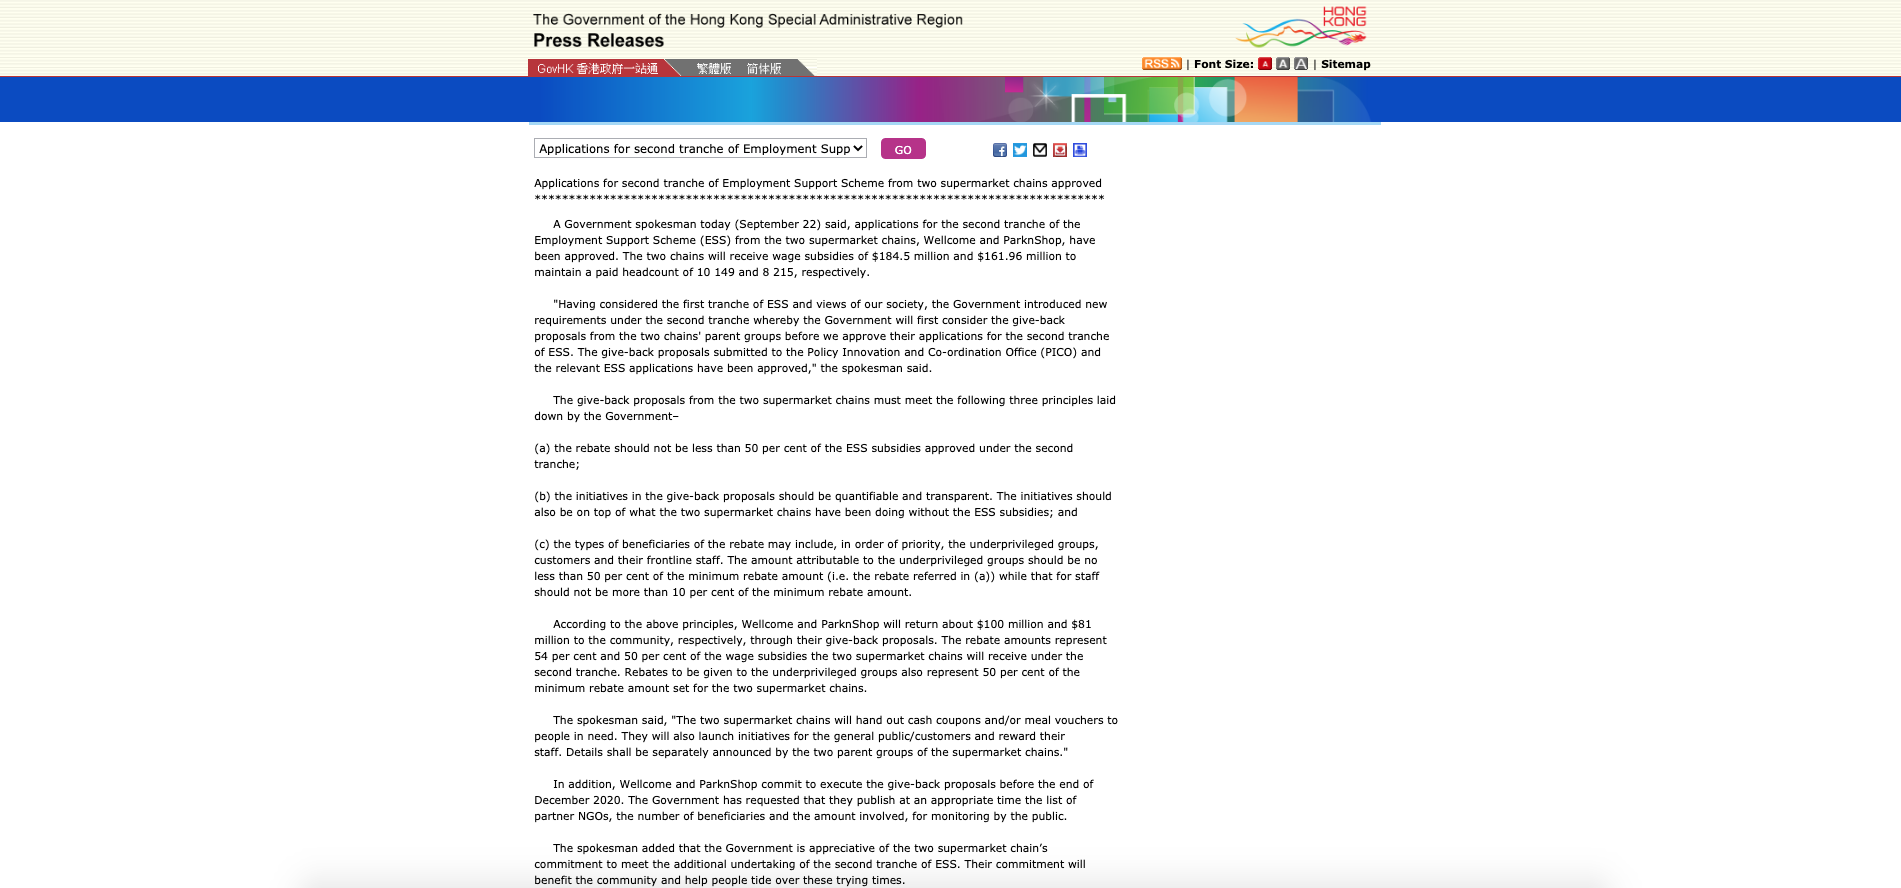 The Government of the Hong Kong Special Administrative Region
Press Releases
HONG
KONG
GovHK 香港政府一站通
繁體版
简体版
RSS | Font Size: A A A | Sitemap
Applications for second tranche of Employment Supp
GO
Applications for second tranche of Employment Support Scheme from two supermarket chains approved
***********************************************************************************
A Government spokesman today (September 22) said, applications for the second tranche of the
Employment Support Scheme (ESS) from the two supermarket chains, Wellcome and ParknShop, have
been approved. The two chains will receive wage subsidies of $184.5 million and $161.96 million to
maintain a paid headcount of 10 149 and 8 215, respectively.
"Having considered the first tranche of ESS and views of our society, the Government introduced new
requirements under the second tranche whereby the Government will first consider the give-back
proposals from the two chains' parent groups before we approve their applications for the second tranche
of ESS. The give-back proposals submitted to the Policy Innovation and Co-ordination Office (PICO) and
the relevant ESS applications have been approved," the spokesman said.
The give-back proposals from the two supermarket chains must meet the following three principles laid
down by the Government–
(a) the rebate should not be less than 50 per cent of the ESS subsidies approved under the second
tranche;
(b) the initiatives in the give-back proposals should be quantifiable and transparent. The initiatives should
also be on top of what the two supermarket chains have been doing without the ESS subsidies; and
(c) the types of beneficiaries of the rebate may include, in order of priority, the underprivileged groups,
customers and their frontline staff. The amount attributable to the underprivileged groups should be no
less than 50 per cent of the minimum rebate amount (i.e. the rebate referred in (a)) while that for staff
should not be more than 10 per cent of the minimum rebate amount.
According to the above principles, Wellcome and ParknShop will return about $100 million and $81
million to the community, respectively, through their give-back proposals. The rebate amounts represent
54 per cent and 50 per cent of the wage subsidies the two supermarket chains will receive under the
second tranche. Rebates to be given to the underprivileged groups also represent 50 per cent of the
minimum rebate amount set for the two supermarket chains.
The spokesman said, "The two supermarket chains will hand out cash coupons and/or meal vouchers to
people in need. They will also launch initiatives for the general public/customers and reward their
staff. Details shall be separately announced by the two parent groups of the supermarket chains."
In addition, Wellcome and ParknShop commit to execute the give-back proposals before the end of
December 2020. The Government has requested that they publish at an appropriate time the list of
partner NGOs, the number of beneficiaries and the amount involved, for monitoring by the public.
The spokesman added that the Government is appreciative of the two supermarket chain's
commitment to meet the additional undertaking of the second tranche of ESS. Their commitment will
benefit the community and help people tide over these trying times.